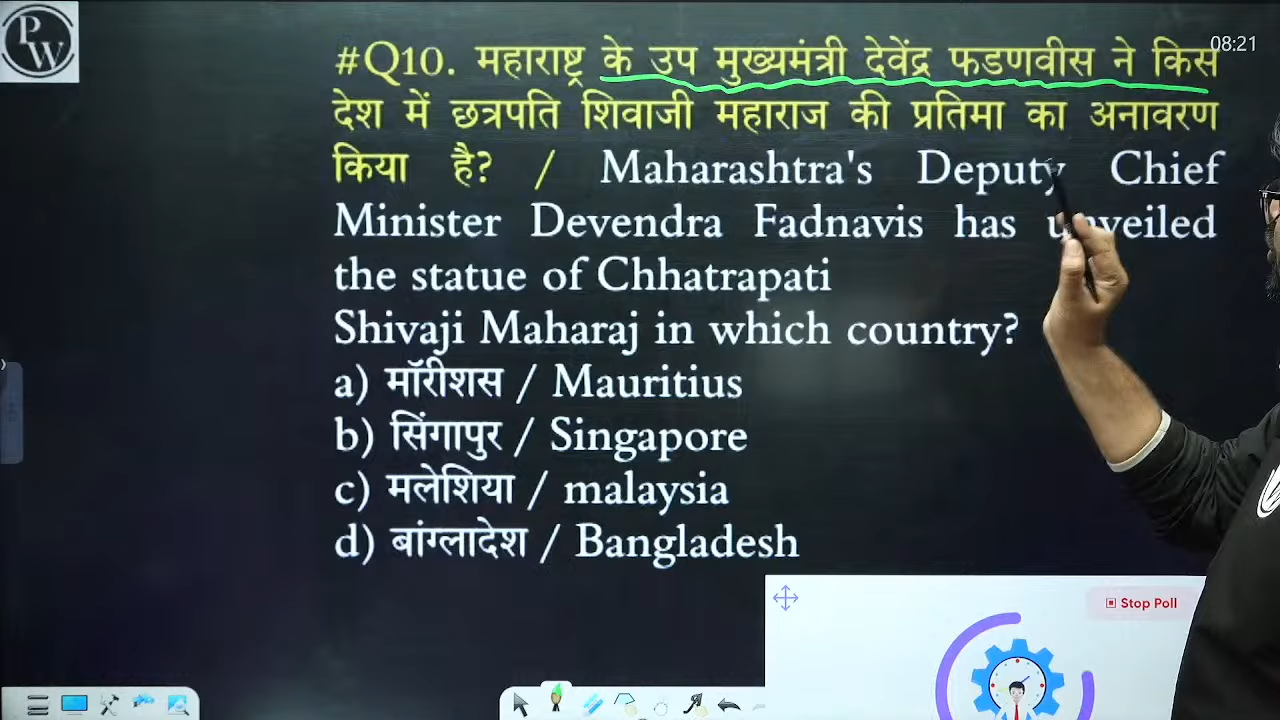 PW
08:21
#Q10. महाराष्ट्र के उप मुख्यमंत्री देवेंद्र फडणवीस ने किस
देश में छत्रपति शिवाजी महाराज की प्रतिमा का अनावरण
किया है? / Maharashtra's Deputy Chief
Minister Devendra Fadnavis has unveiled
the statue of Chhatrapati
Shivaji Maharaj in which country?
a) मॉरीशस / Mauritius
b) सिंगापुर / Singapore
c) मलेशिया / malaysia
d) बांग्लादेश / Bangladesh
Stop Poll